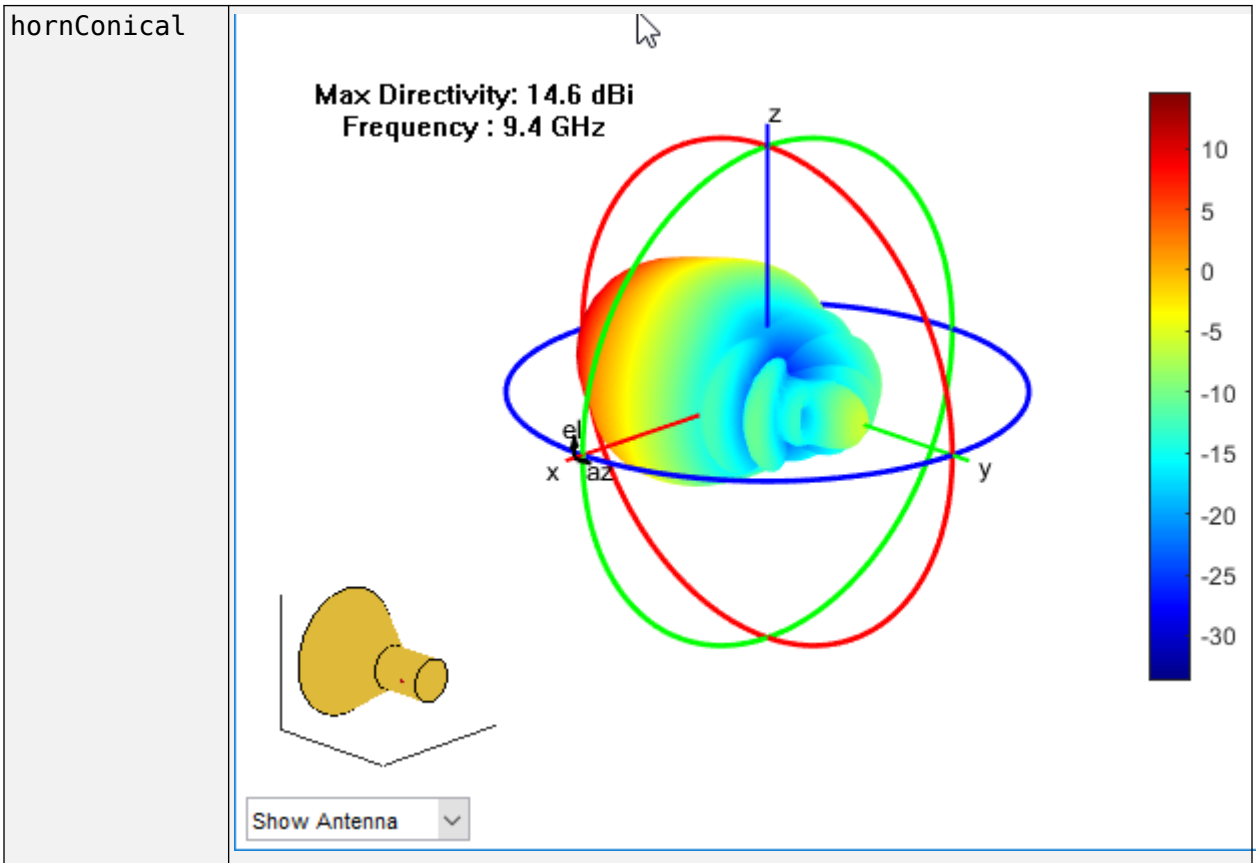 hornConical
Max Directivity: 14.6 dBi
Frequency : 9.4 GHz
z
10
5
0
-5
-10
-15
-20
-25
-30
el
x
az
y
Show Antenna